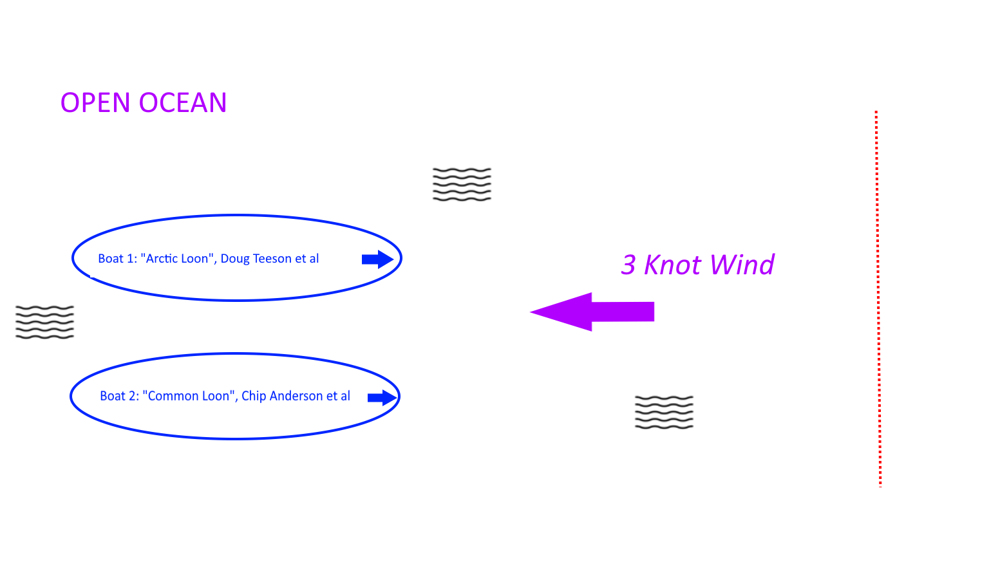 OPEN OCEAN
Boat 1: "Arctic Loon", Doug Teeson et al
3 Knot Wind
Boat 2: "Common Loon", Chip Anderson et al